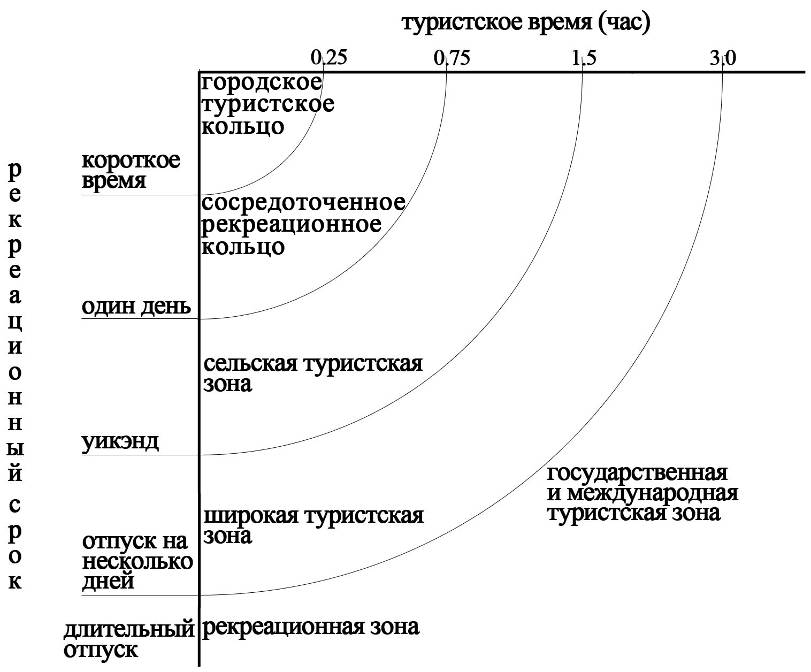 туристское время (час)
0,25
0,75
1,5
3,0
городское
туристское
кольцо
короткое
время
сосредоточенное
рекреационное
кольцо
один день
сельская туристская
зона
уикэнд
государственная
и международная
туристская зона
широкая туристская
зона
отпуск на
несколько
дней
длительный
отпуск
рекреационная зона
рекреационный срок